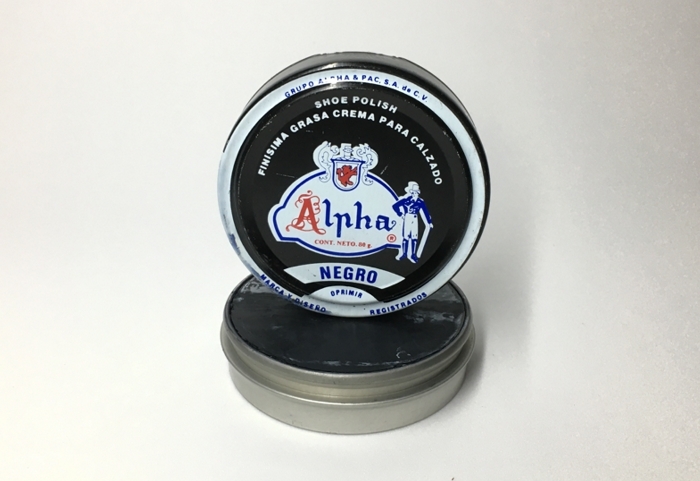 GRUPO ALPHA & PAC. S.A. de C.V.
SHOE POLISH
FINISIMA GRASA CREMA PARA CALZADO
Alpha ®
CONT. NETO. 80 g
NEGRO
OPRIMIR
MARCA Y DISEÑO REGISTRADOS